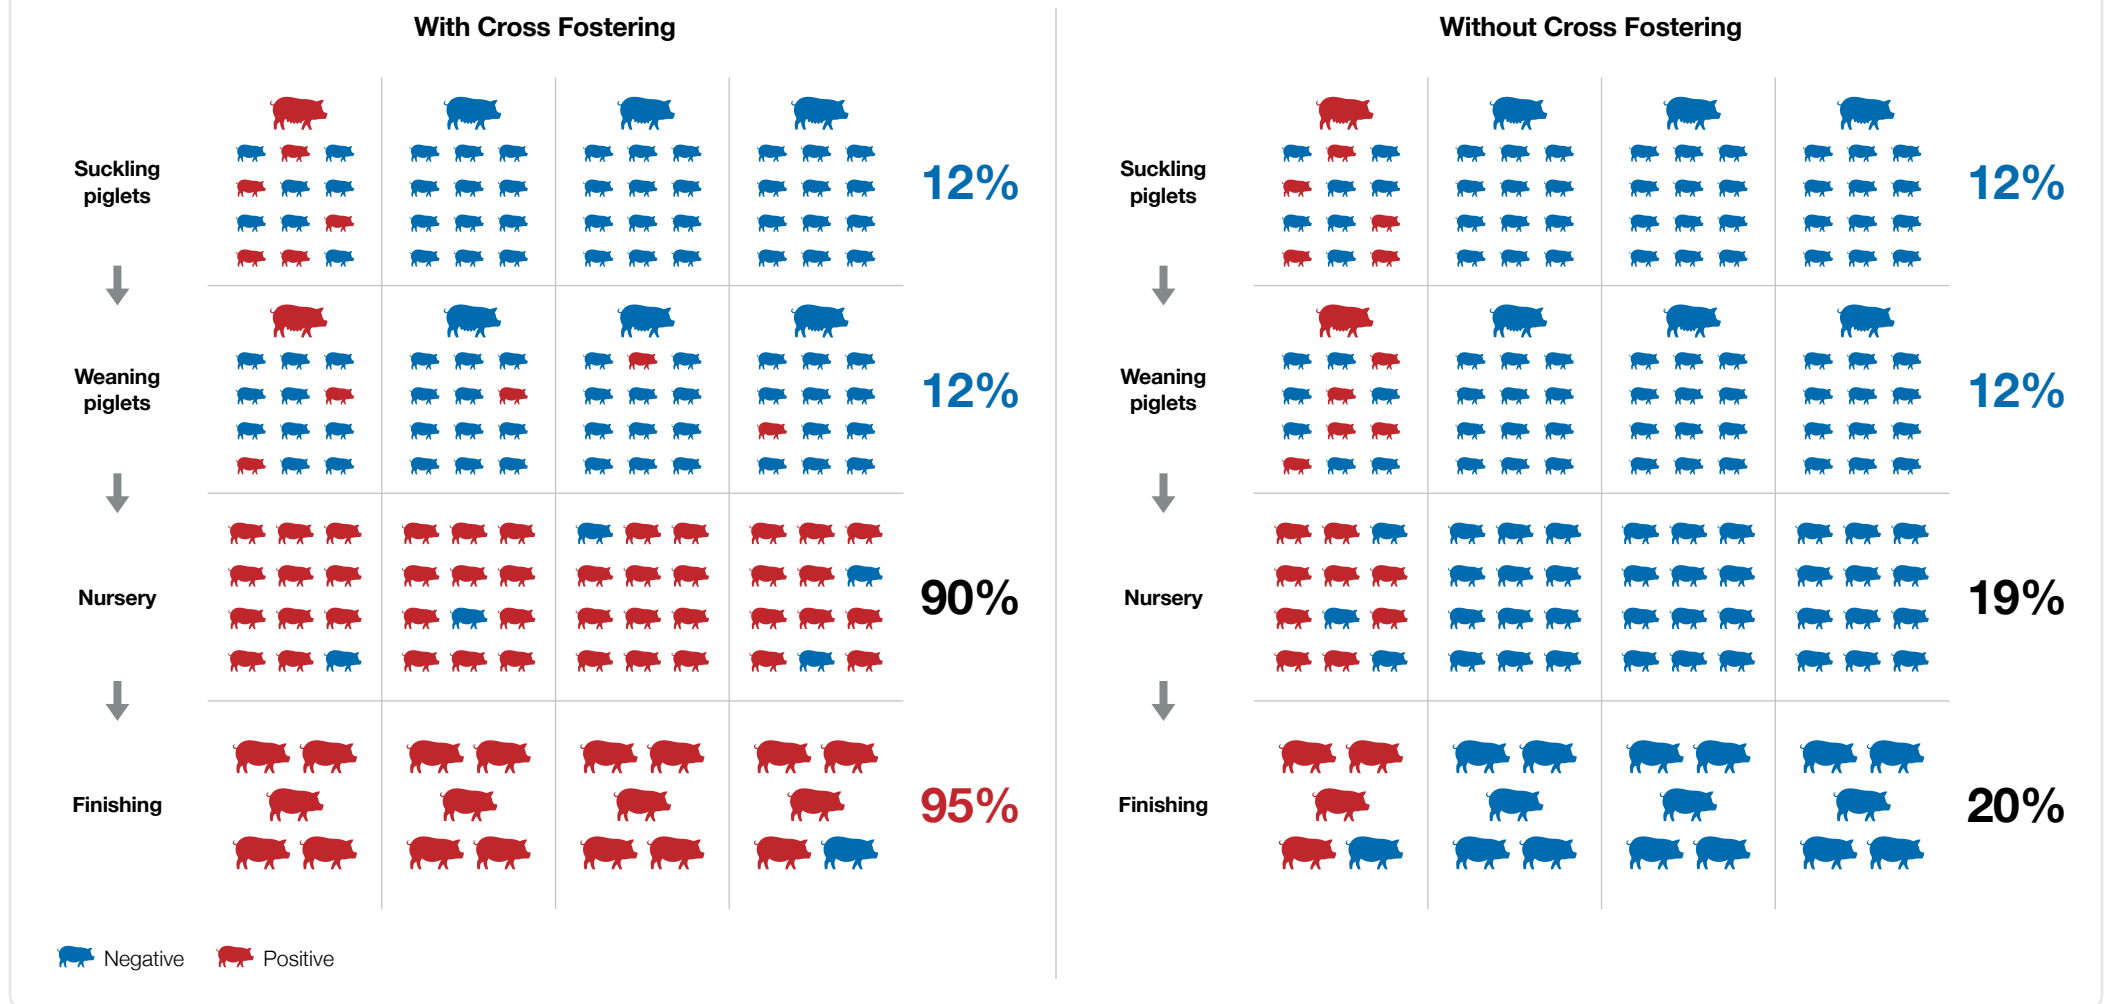 With Cross Fostering
Suckling
piglets
12%
Weaning
piglets
12%
Nursery
90%
Finishing
95%
Negative
Positive
Without Cross Fostering
Suckling
piglets
12%
Weaning
piglets
12%
Nursery
19%
Finishing
20%